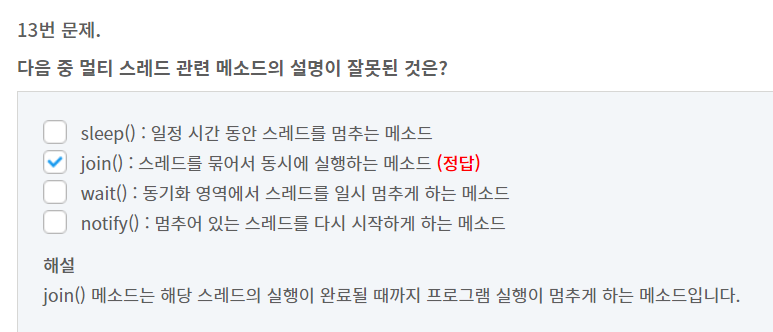 13번 문제.
다음 중 멀티 스레드 관련 메소드의 설명이 잘못된 것은?
sleep() : 일정 시간 동안 스레드를 멈추는 메소드
join() : 스레드를 묶어서 동시에 실행하는 메소드 (정답)
wait() : 동기화 영역에서 스레드를 일시 멈추게 하는 메소드
notify() : 멈추어 있는 스레드를 다시 시작하게 하는 메소드
해설
join() 메소드는 해당 스레드의 실행이 완료될 때까지 프로그램 실행이 멈추게 하는 메소드입니다.